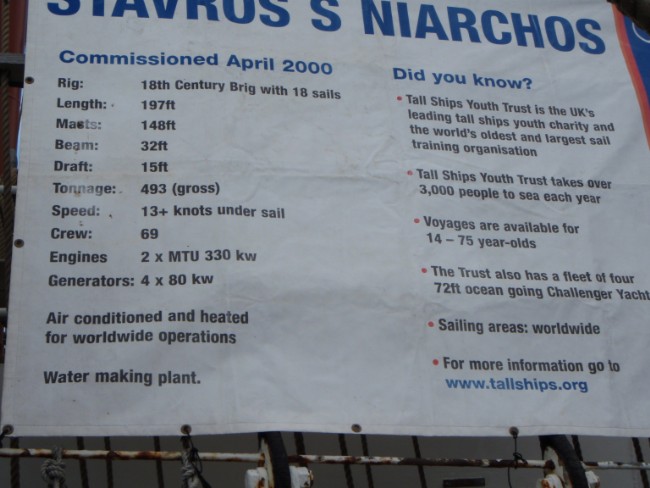 STAVROS S NIARCHOS
Commissioned April 2000
Rig: 18th Century Brig with 18 sails
Length: 197ft
Masts: 148ft
Beam: 32ft
Draft: 15ft
Tonnage: 493 (gross)
Speed: 13+ knots under sail
Crew: 69
Engines 2 x MTU 330 kw
Generators: 4 x 80 kw
Air conditioned and heated
for worldwide operations
Water making plant.
Did you know?
• Tall Ships Youth Trust is the UK's
leading tall ships youth charity and
the world's oldest and largest sail
training organisation
• Tall Ships Youth Trust takes over
3,000 people to sea each year
• Voyages are available for
14 – 75 year-olds
• The Trust also has a fleet of four
72ft ocean going Challenger Yacht
• Sailing areas: worldwide
• For more information go to
www.tallships.org